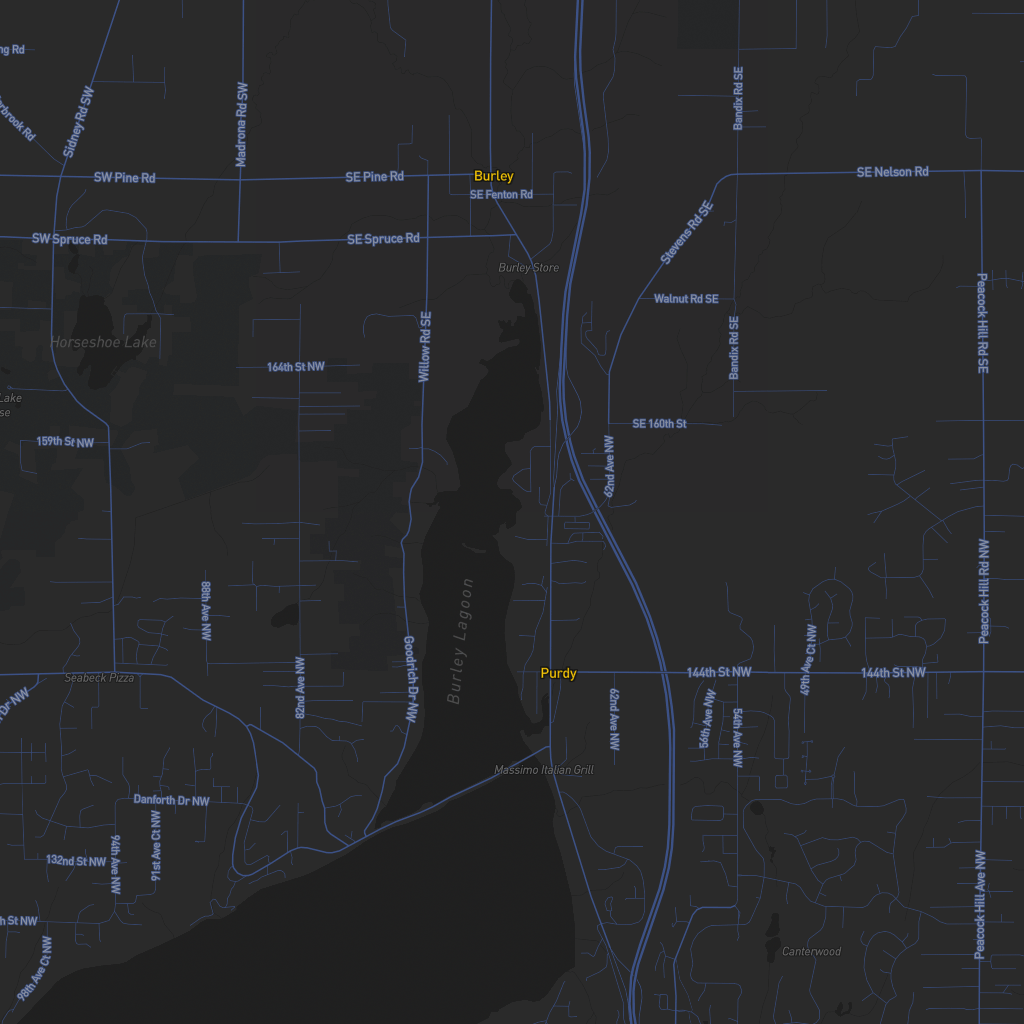 Rd
Sidney Rd SW
Madrona Rd SW
Bandix Rd SE
SW Pine Rd
SE Pine Rd
Burley
SE Fenton Rd
SE Nelson Rd
SW Spruce Rd
SE Spruce Rd
Stevens Rd SE
Burley Store
Walnut Rd SE
Peacock Hill Rd SE
Horseshoe Lake
Willow Rd SE
Bandix Rd SE
164th St NW
Lake
SE 160th St
159th St NW
62nd Ave NW
Peacock Hill Rd NW
88th Ave NW
Burley Lagoon
Goodrich Dr NW
49th Ave Ct NW
Seabeck Pizza
82nd Ave NW
Purdy
144th St NW
144th St NW
Dr NW
62nd Ave NW
56th Ave NW
54th Ave NW
Massimo Italian Grill
Danforth Dr NW
94th Ave NW
91st Ave Ct NW
132nd St NW
Peacock Hill Ave NW
St NW
98th Ave Ct NW
Canterwood